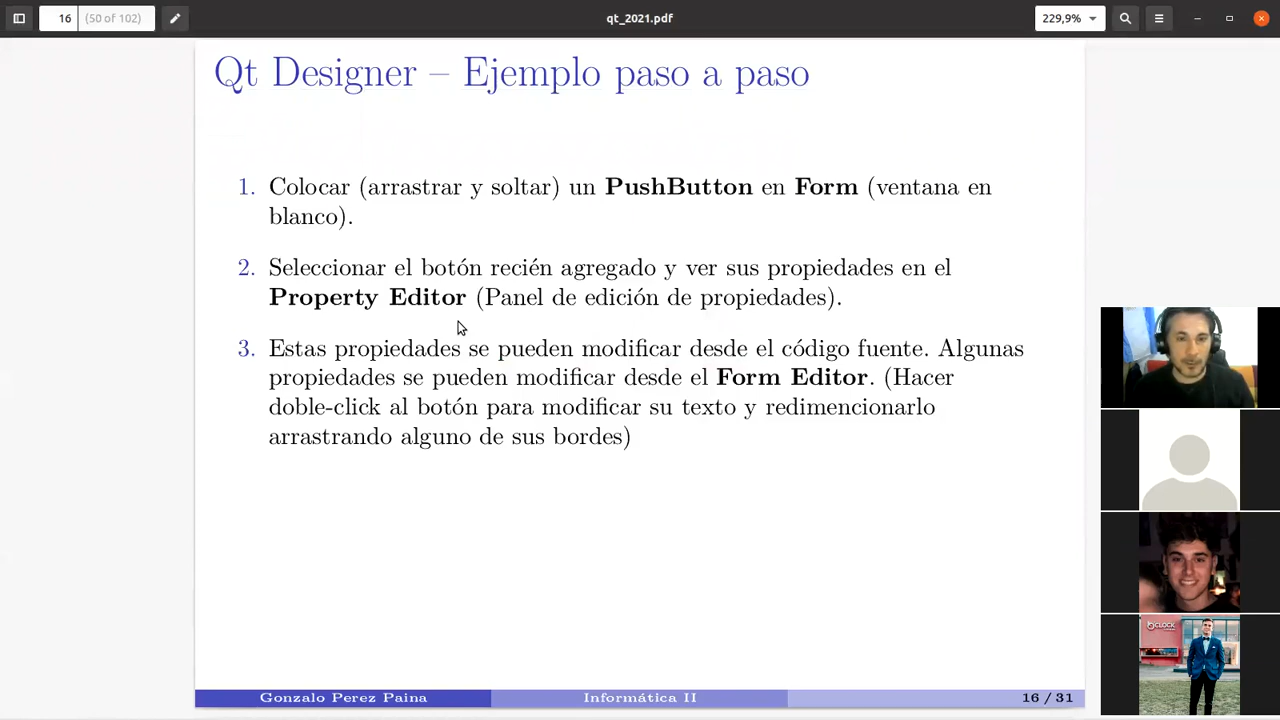 16 (50 of 102) qt_2021.pdf 229,9%
Qt Designer – Ejemplo paso a paso
1. Colocar (arrastrar y soltar) un PushButton en Form (ventana en
blanco).
2. Seleccionar el botón recién agregado y ver sus propiedades en el
Property Editor (Panel de edición de propiedades).
3. Estas propiedades se pueden modificar desde el código fuente. Algunas
propiedades se pueden modificar desde el Form Editor. (Hacer
doble-click al botón para modificar su texto y redimencionarlo
arrastrando alguno de sus bordes)
CLOCK
Gonzalo Perez Paina Informática II 16 / 31